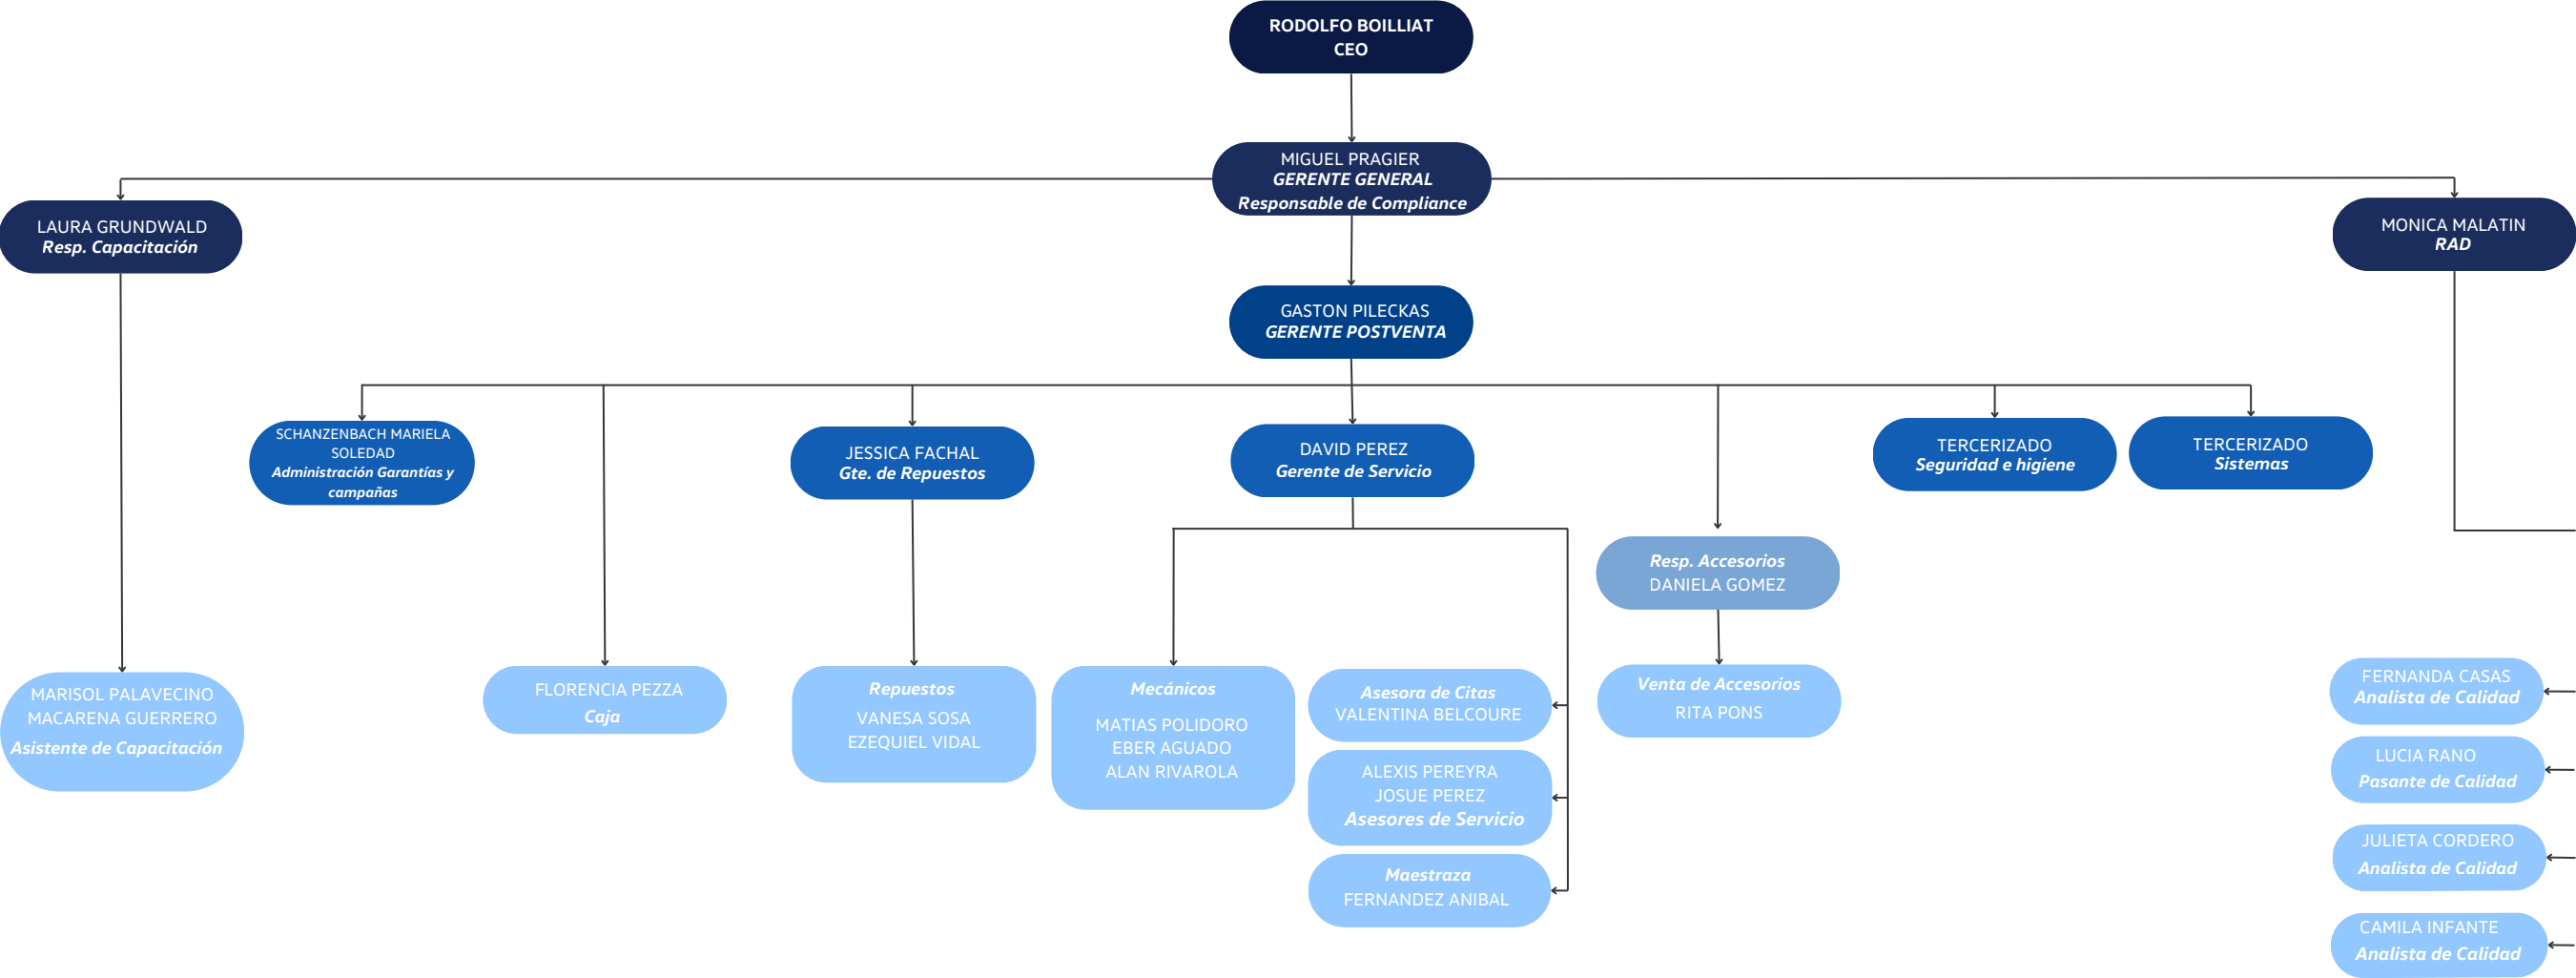 RODOLFO BOILLIAT
CEO
MIGUEL PRAGIER
GERENTE GENERAL
Responsable de Compliance
LAURA GRUNDWALD
Resp. Capacitación
MONICA MALATIN
RAD
GASTON PILECKAS
GERENTE POSTVENTA
SCHANZENBACH MARIELA
SOLEDAD
Administración Garantías y
campañas
JESSICA FACHAL
Gte. de Repuestos
DAVID PEREZ
Gerente de Servicio
TERCERIZADO
Seguridad e higiene
TERCERIZADO
Sistemas
Resp. Accesorios
DANIELA GOMEZ
MARISOL PALAVECINO
MACARENA GUERRERO
Asistente de Capacitación
FLORENCIA PEZZA
Caja
Repuestos
VANESA SOSA
EZEQUIEL VIDAL
Mecánicos
MATIAS POLIDORO
EBER AGUADO
ALAN RIVAROLA
Asesora de Citas
VALENTINA BELCOURE
ALEXIS PEREYRA
JOSUE PEREZ
Asesores de Servicio
Maestraza
FERNANDEZ ANIBAL
Venta de Accesorios
RITA PONS
FERNANDA CASAS
Analista de Calidad
LUCIA RANO
Pasante de Calidad
JULIETA CORDERO
Analista de Calidad
CAMILA INFANTE
Analista de Calidad